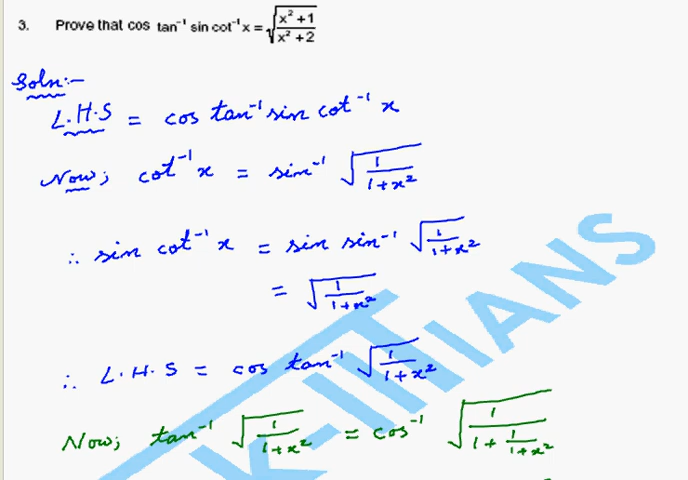 3. Prove that cos tan⁻¹ sin cot⁻¹ x = √((x² + 1)/(x² + 2))
Soln:-
L.H.S = cos tan⁻¹ sin cot⁻¹ x
Now; cot⁻¹ x = sin⁻¹ √(1/(1+x²))
∴ sin cot⁻¹ x = sin sin⁻¹ √(1/(1+x²))
= √(1/(1+x²))
∴ L.H.S = cos tan⁻¹ √(1/(1+x²))
Now; tan⁻¹ √(1/(1+x²)) = cos⁻¹ √(1/(1 + 1/(1+x²)))
K-IITIANS